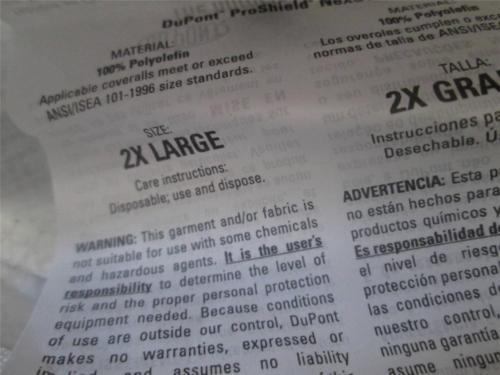 DuPont ProShield
MATERIAL:
100% Polyolefin
Applicable coveralls meet or exceed
ANSI/ISEA 101-1996 size standards.
SIZE:
2X LARGE
Care instructions:
Disposable; use and dispose.
WARNING: This garment and/or fabric is
not suitable for use with some chemicals
and hazardous agents. It is the user's
responsibility to determine the level of
risk and the proper personal protection
equipment needed. Because conditions
of use are outside our control, DuPont
makes no warranties, expressed or
and assumes no liability
MATERIAL:
100% Polyolefin
Los overoles cumplen o
normas de talla de ANSI/
TALLA:
2X GRA
Instrucciones
Desechable.
ADVERTENCIA: Esta
no están hechos para
productos químicos y
Es responsabilidad de
el nivel de riesg
protección personal
las condiciones de
nuestro control,
ninguna garantía
asume ningun